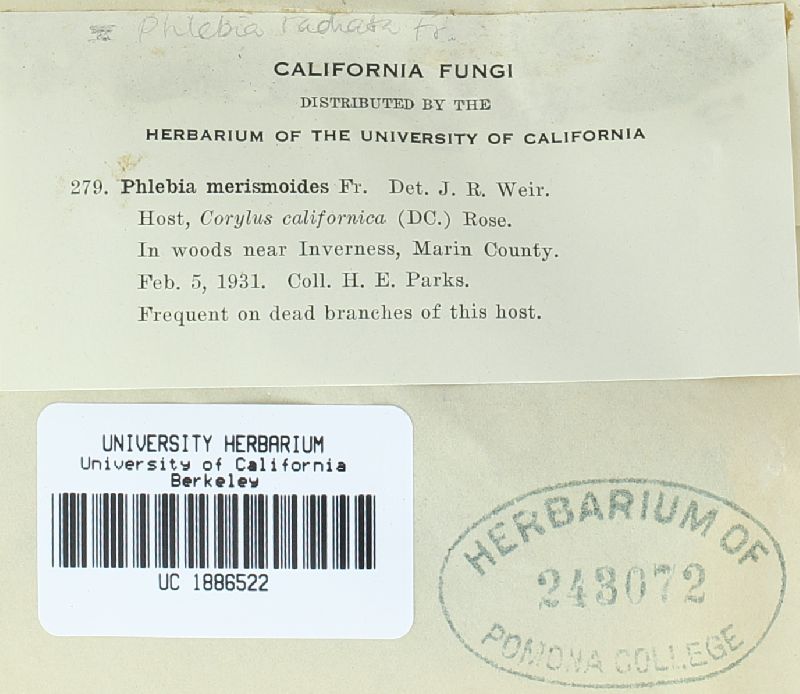 = Phlebia radiata Fr.
CALIFORNIA FUNGI
DISTRIBUTED BY THE
HERBARIUM OF THE UNIVERSITY OF CALIFORNIA
279. Phlebia merismoides Fr. Det. J. R. Weir.
Host, Corylus californica (DC.) Rose.
In woods near Inverness, Marin County.
Feb. 5, 1931. Coll. H. E. Parks.
Frequent on dead branches of this host.
UNIVERSITY HERBARIUM
University of California
Berkeley
UC 1886522
HERBARIUM OF
243072
POMONA COLLEGE